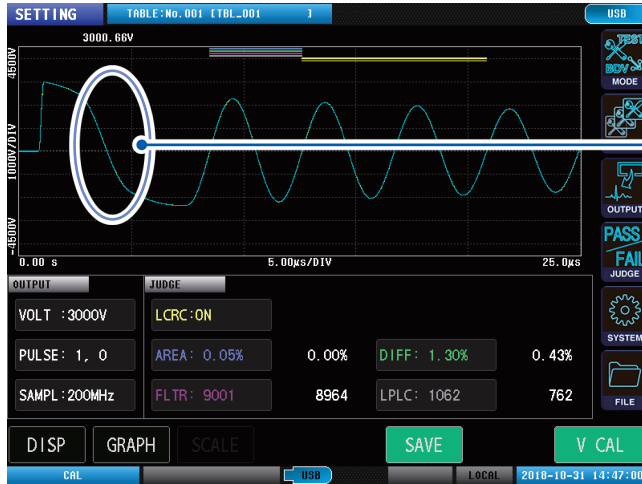 SETTING
TABLE:No.001 [TBL_001 ]
USB
3000.66V
4500V
1000V/DIV
-4500V
0.00 s
5.00µs/DIV
25.0µs
TEST
BDV
MODE
OUTPUT
PASS
FAIL
JUDGE
SYSTEM
FILE
OUTPUT
JUDGE
VOLT :3000V
LCRC:ON
PULSE: 1, 0
AREA: 0.05%
0.00%
DIFF: 1.30%
0.43%
SAMPL:200MHz
FLTR: 9001
8964
LPLC: 1062
762
DISP
GRAPH
SCALE
SAVE
V CAL
CAL
USB
LOCAL
2018-10-31 14:47:00